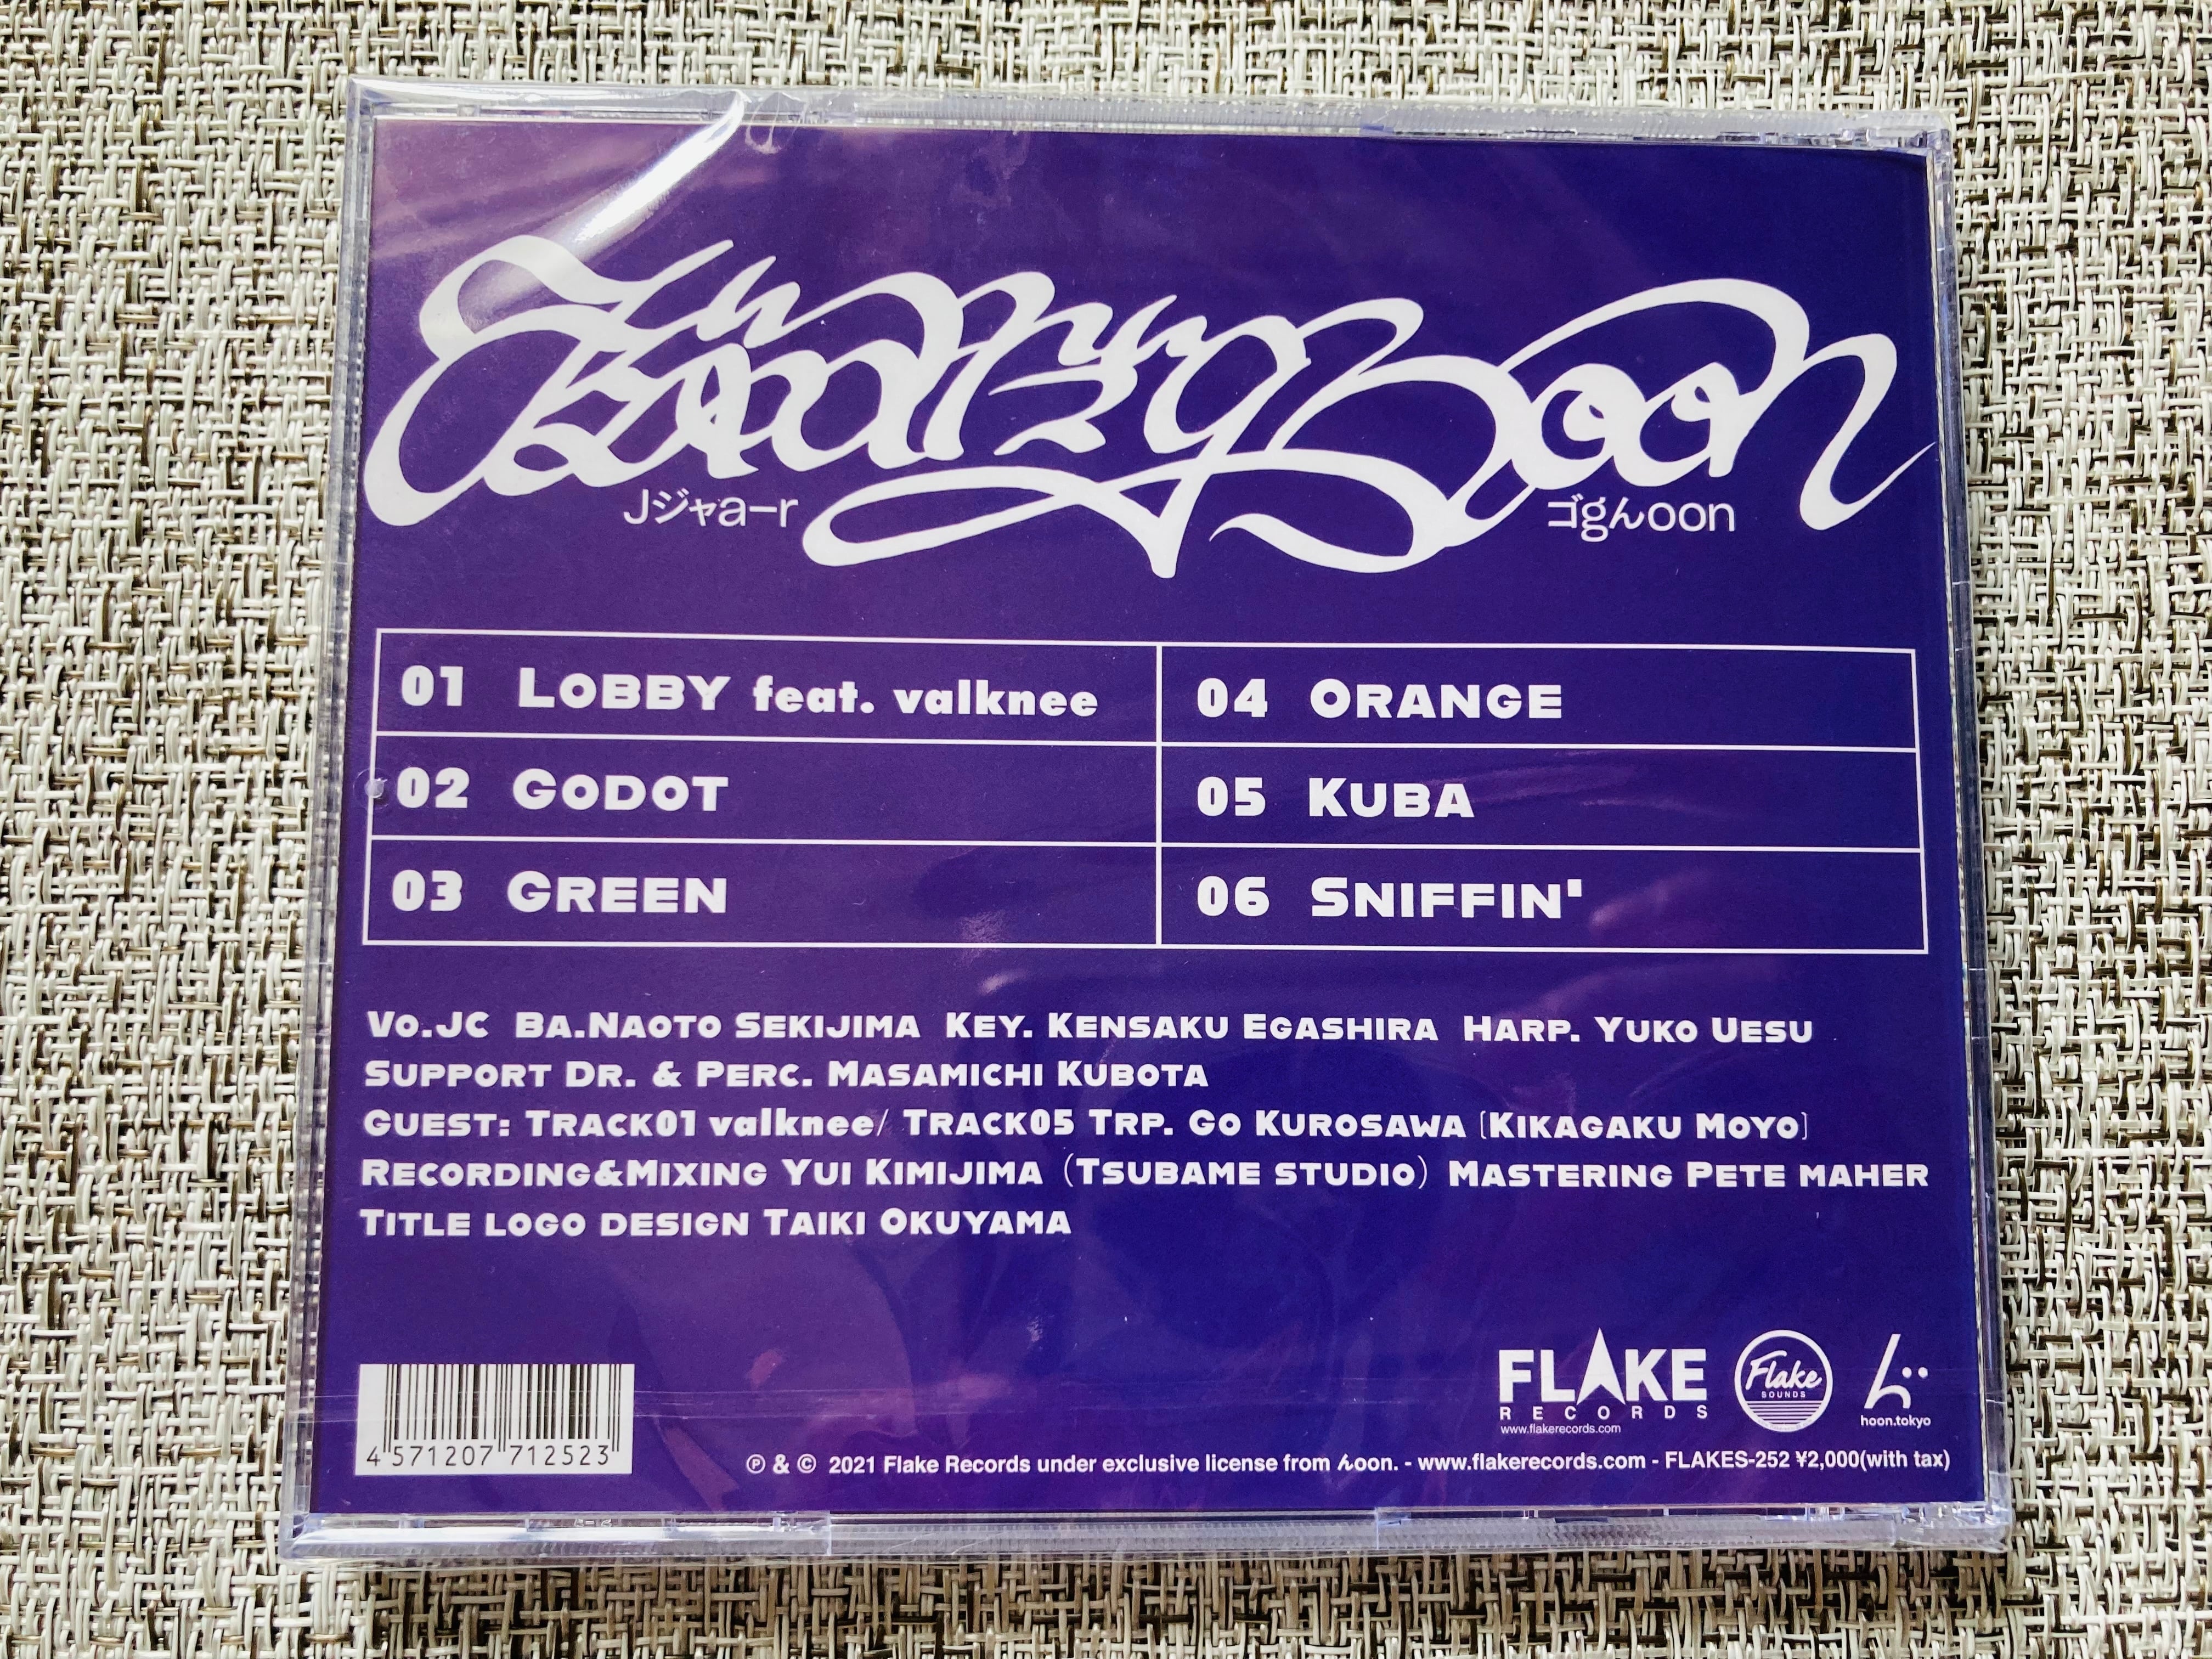 Jジャaーr
ゴgんoon
01 LOBBY feat. valknee
02 GODOT
03 GREEN
04 ORANGE
05 KUBA
06 SNIFFIN'
VO.JC BA.NAOTO SEKIJIMA KEY. KENSAKU EGASHIRA HARP. YUKO UESU
SUPPORT DR. & PERC. MASAMICHI KUBOTA
GUEST: TRACK01 valknee/ TRACK05 TRP. GO KUROSAWA [KIKAGAKU MOYO]
RECORDING&MIXING YUI KIMIJIMA (TSUBAME STUDIO) MASTERING PETE MAHER
TITLE LOGO DESIGN TAIKI OKUYAMA
FLAKE
RECORDS
www.flakerecords.com
Flake
SOUNDS
hoon.tokyo
4 571207 712523
℗ & © 2021 Flake Records under exclusive license from んoon. - www.flakerecords.com - FLAKES-252 ¥2,000(with tax)